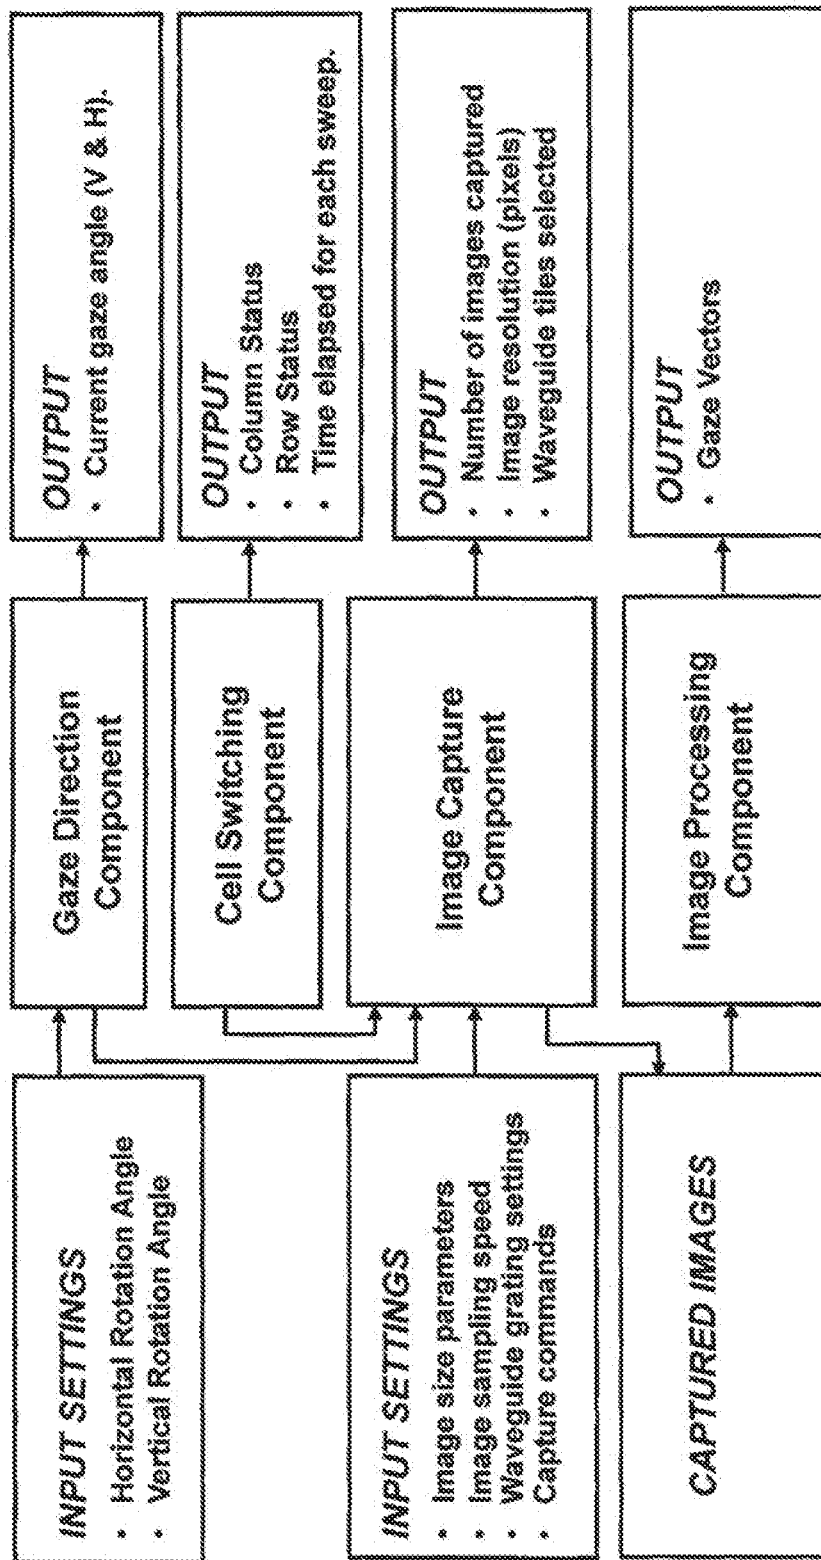 INPUT SETTINGS
• Horizontal Rotation Angle
• Vertical Rotation Angle
Gaze Direction
Component
OUTPUT
• Current gaze angle (V & H).
Cell Switching
Component
OUTPUT
• Column Status
• Row Status
• Time elapsed for each sweep.
INPUT SETTINGS
• Image size parameters
• Image sampling speed
• Waveguide grating settings
• Capture commands
Image Capture
Component
OUTPUT
• Number of images captured
• Image resolution (pixels)
• Waveguide tiles selected
CAPTURED IMAGES
Image Processing
Component
OUTPUT
• Gaze Vectors